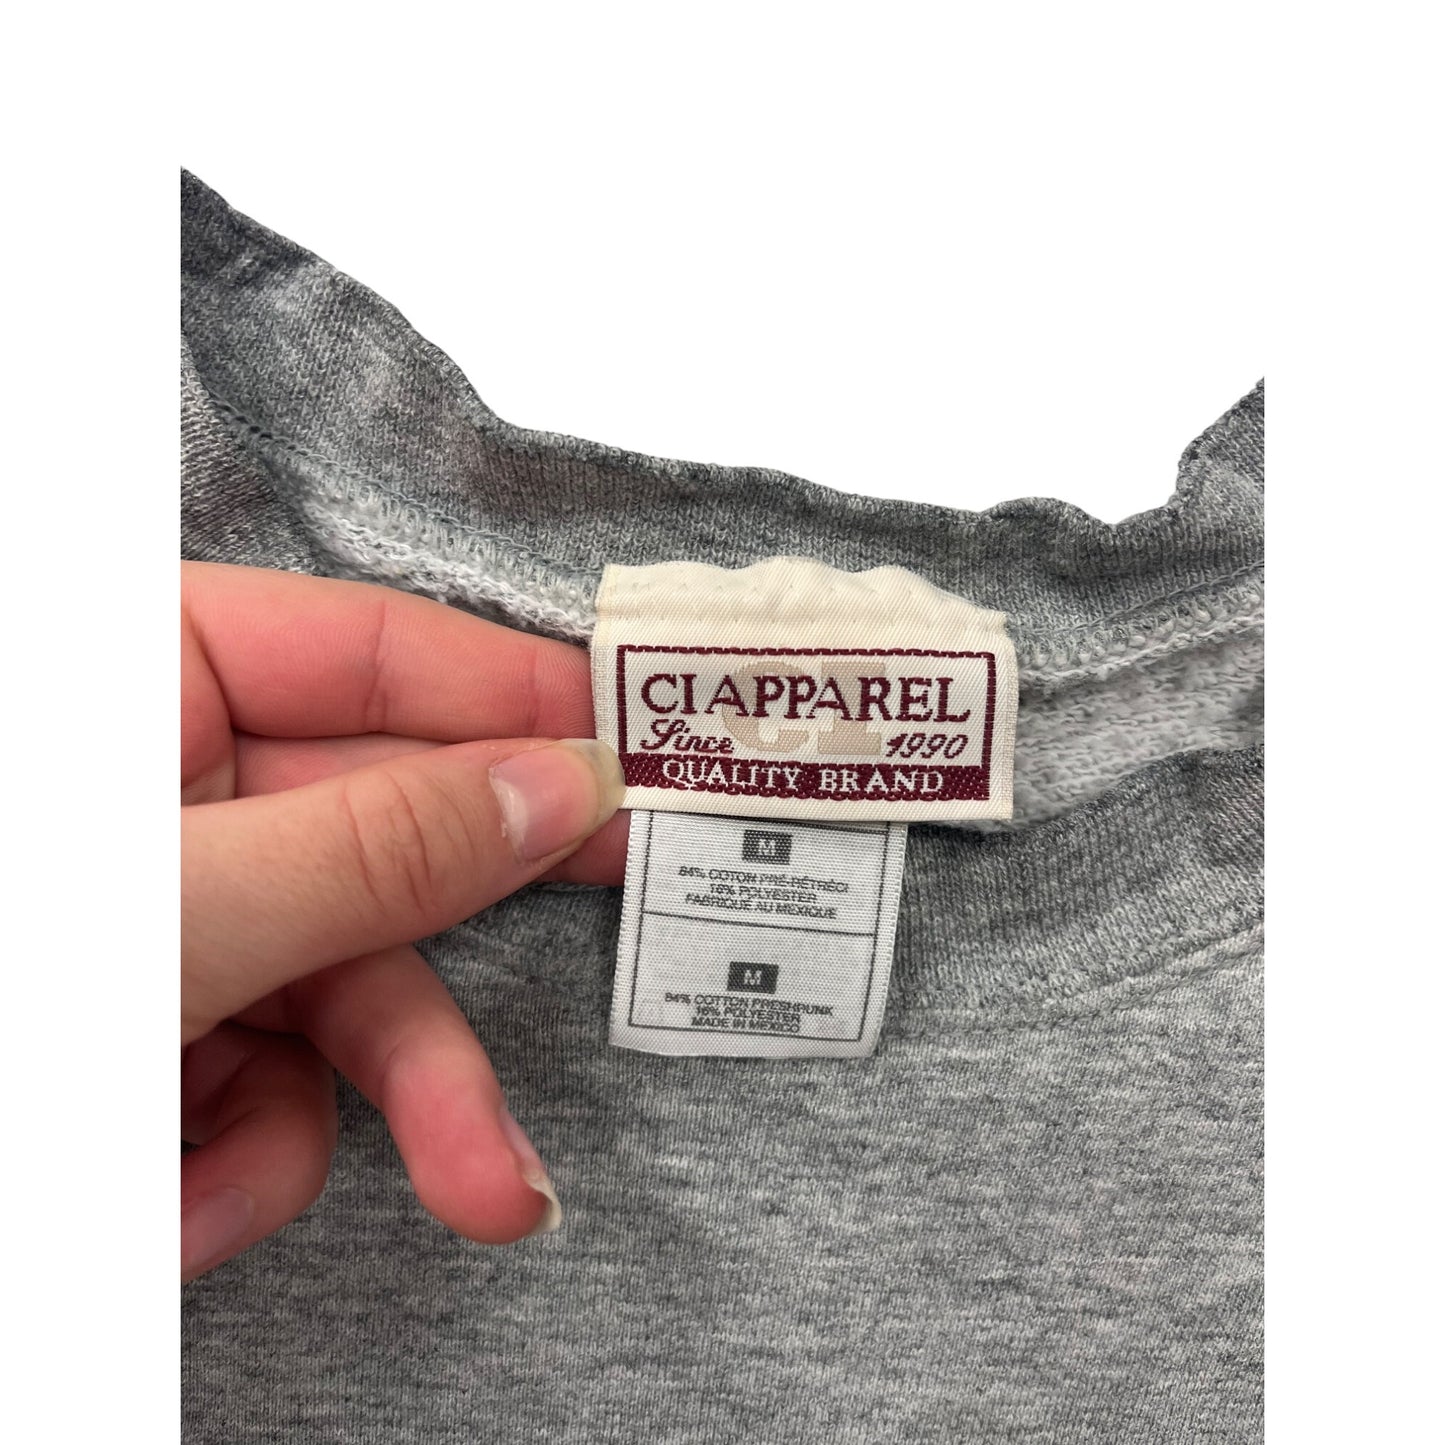 CI
CI APPAREL
Since 1990
QUALITY BRAND
M
84% COTON PRÉ-RÉTRÉCI
16% POLYESTER
FABRIQUÉ AU MEXIQUE
M
84% COTTON PRESHRUNK
16% POLYESTER
MADE IN MEXICO